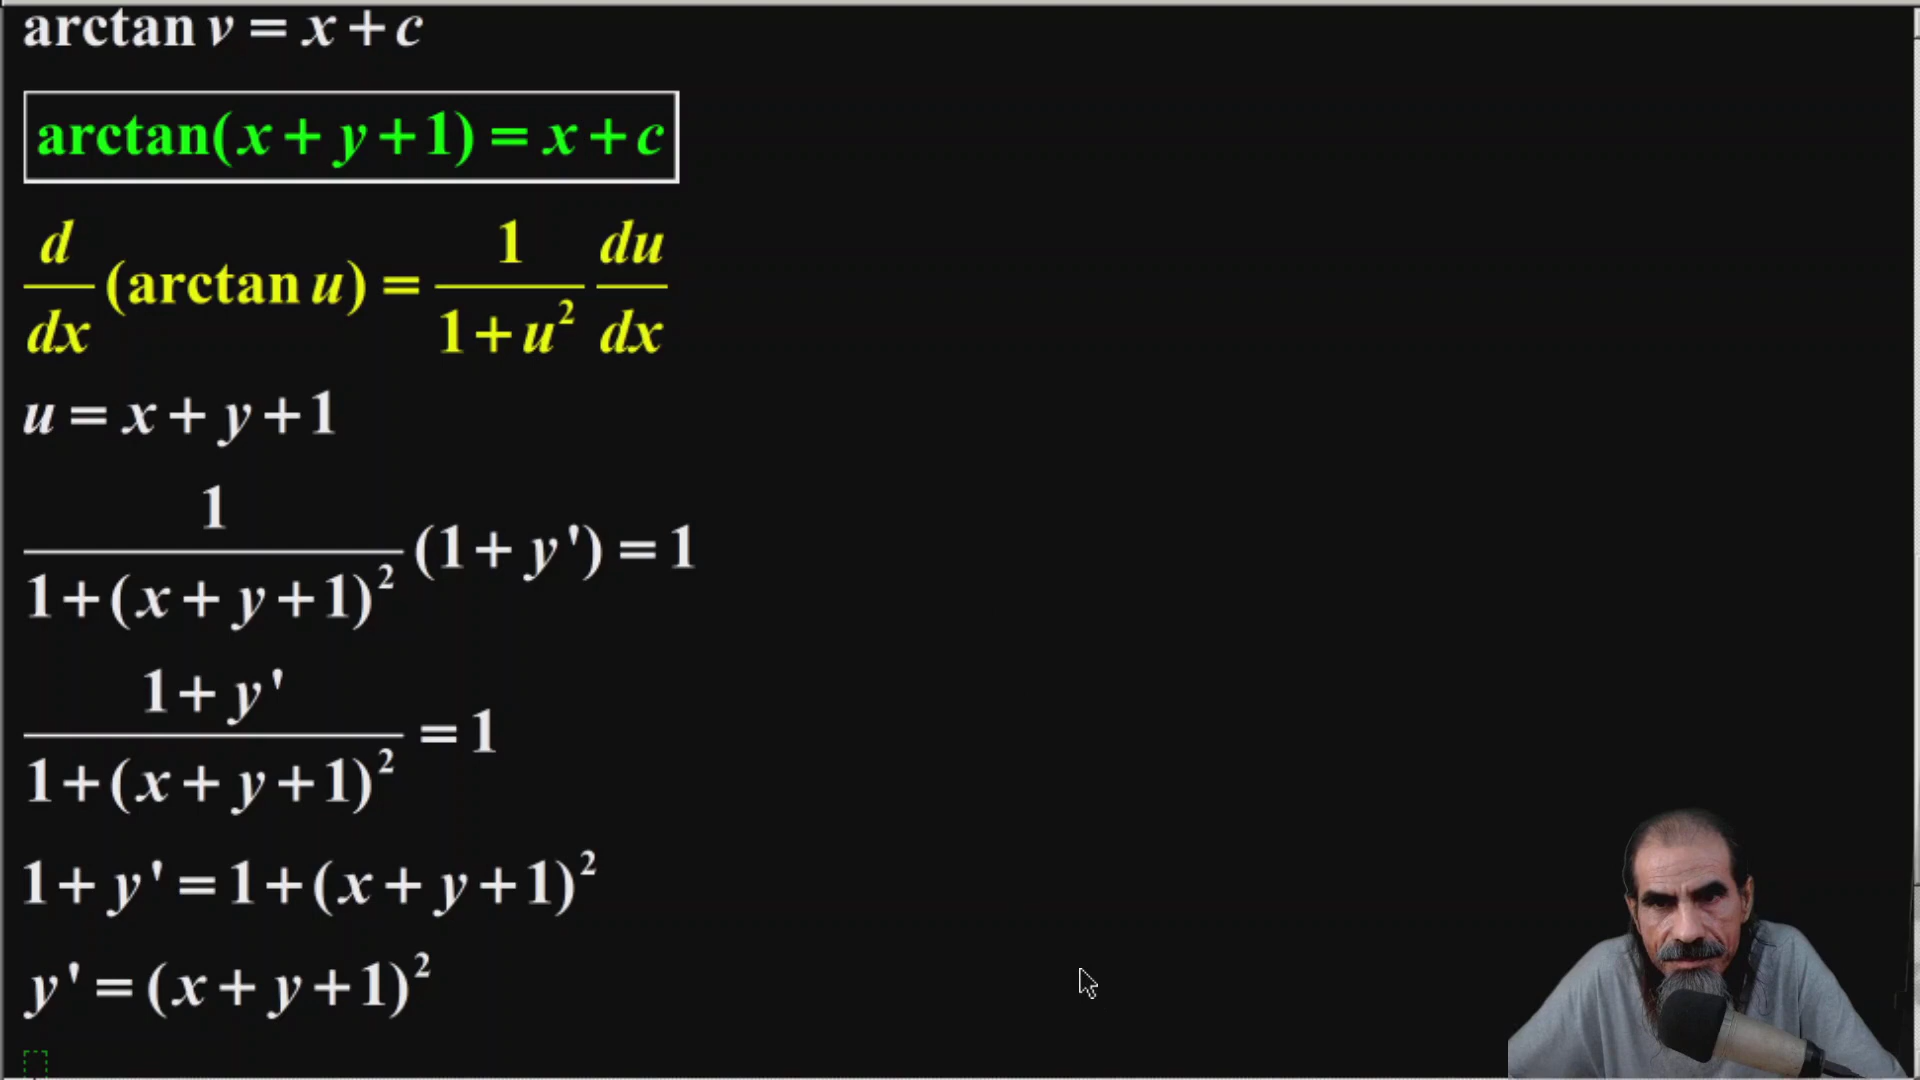 arctan v = x + c
arctan(x + y + 1) = x + c
d/dx (arctan u) = 1/(1 + u²) du/dx
u = x + y + 1
1/(1 + (x + y + 1)²) (1 + y') = 1
(1 + y')/(1 + (x + y + 1)²) = 1
1 + y' = 1 + (x + y + 1)²
y' = (x + y + 1)²